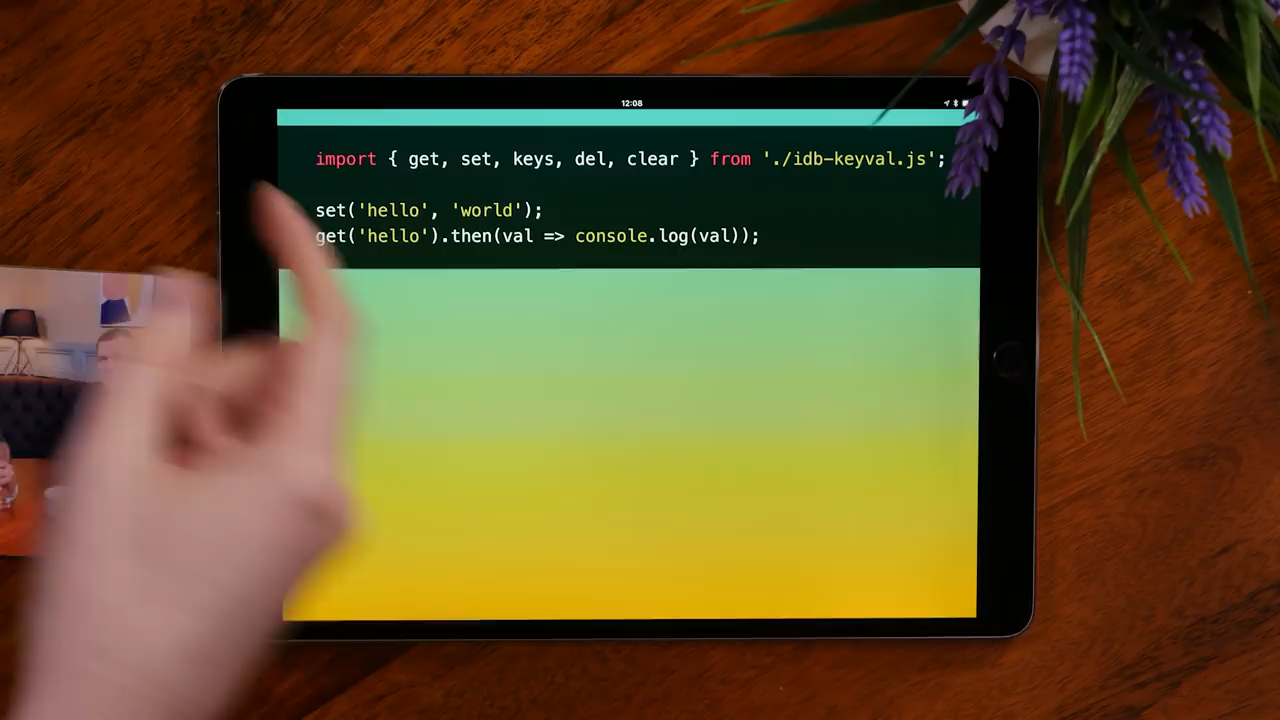 12:08
import { get, set, keys, del, clear } from './idb-keyval.js';
set('hello', 'world');
get('hello').then(val => console.log(val));